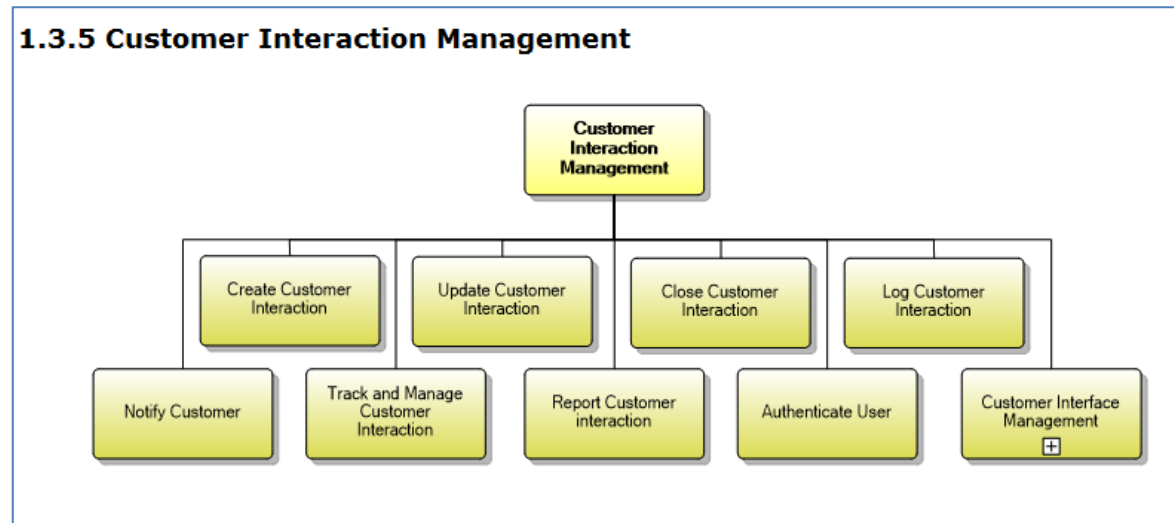 1.3.5 Customer Interaction Management
Customer
Interaction
Management
Create Customer
Interaction
Update Customer
Interaction
Close Customer
Interaction
Log Customer
Interaction
Notify Customer
Track and Manage
Customer
Interaction
Report Customer
interaction
Authenticate User
Customer Interface
Management